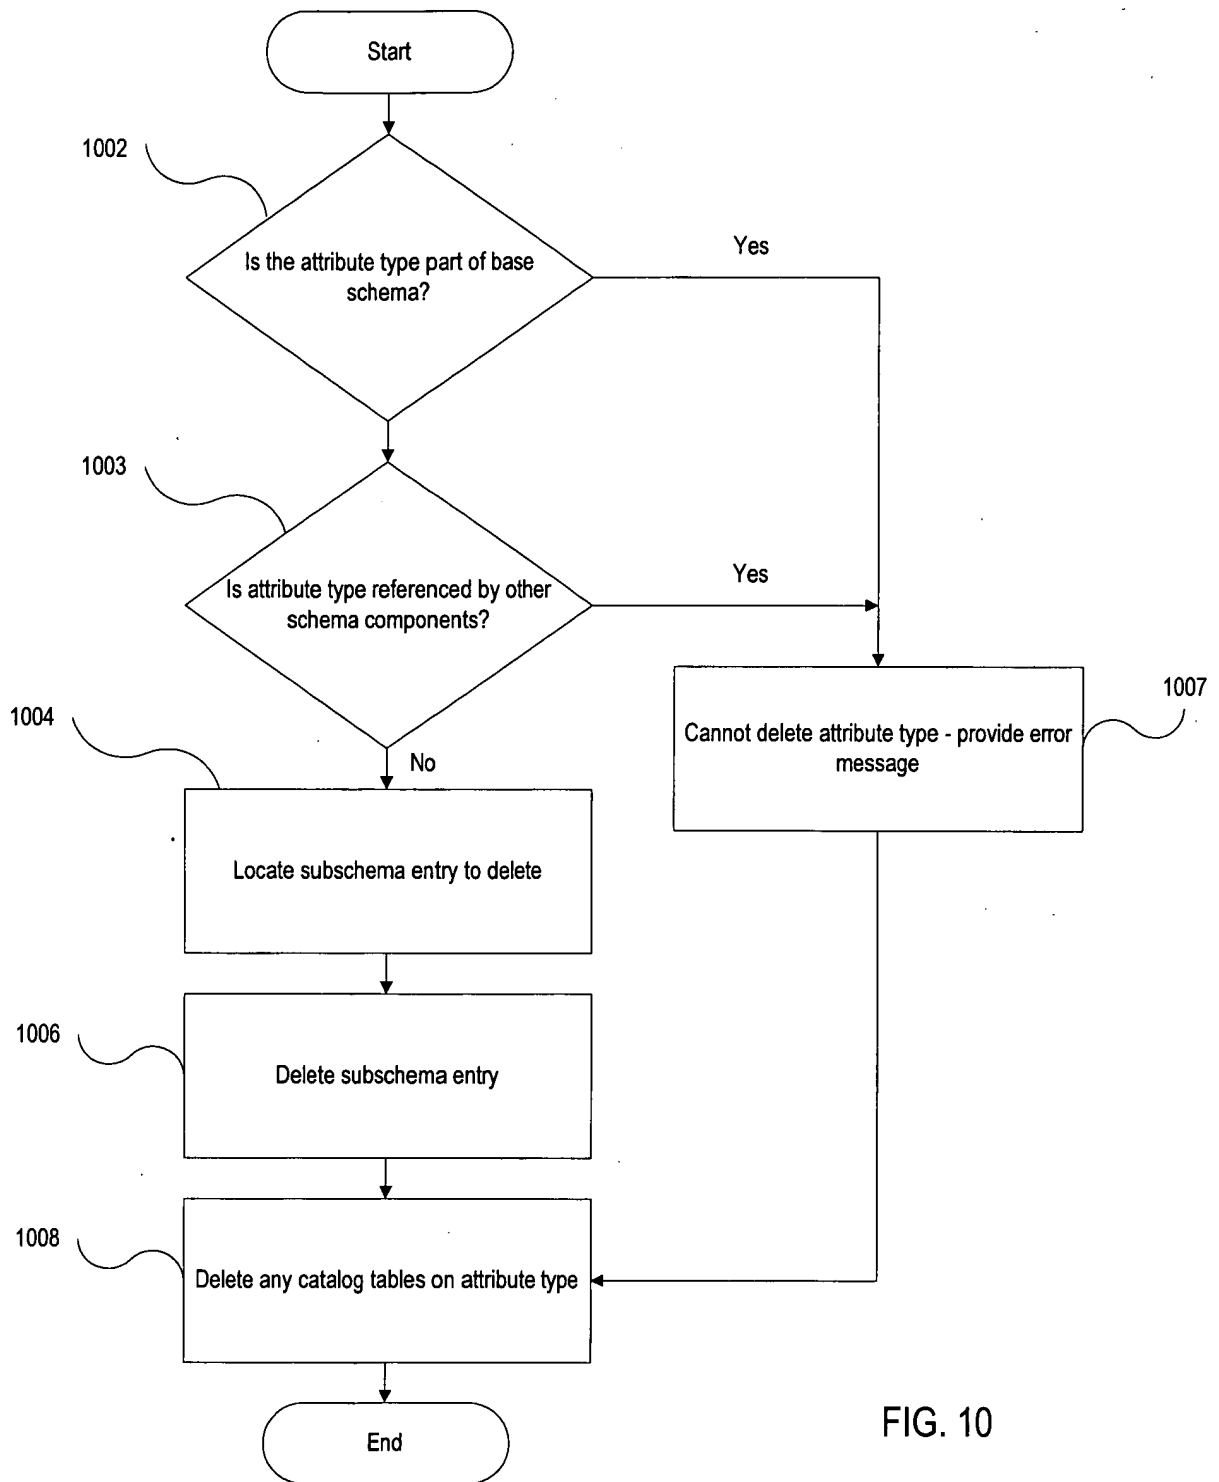 Start
1002
Is the attribute type part of base
schema?
Yes
1003
Is attribute type referenced by other
schema components?
Yes
1004
No
1007
Cannot delete attribute type - provide error
message
Locate subschema entry to delete
1006
Delete subschema entry
1008
Delete any catalog tables on attribute type
End
FIG. 10